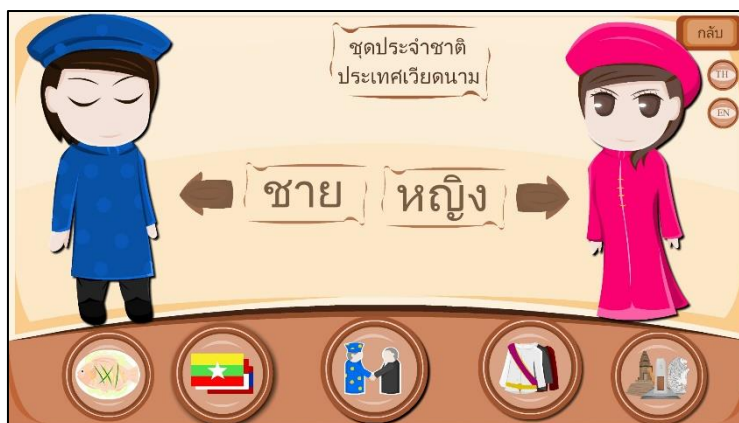 ชุดประจำชาติ
ประเทศเวียดนาม
กลับ
TH
EN
ชาย
หญิง